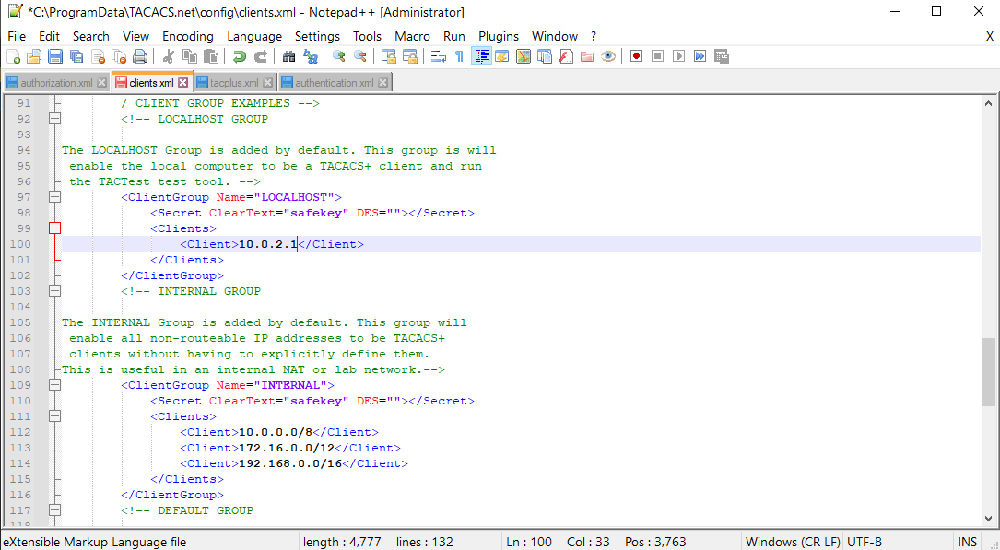 *C:\ProgramData\TACACS.net\config\clients.xml - Notepad++ [Administrator]
File Edit Search View Encoding Language Settings Tools Macro Run Plugins Window ? X
authorization.xml clients.xml tacplus.xml authentication.xml
91 / CLIENT GROUP EXAMPLES -->
92 <!-- LOCALHOST GROUP
93
94 The LOCALHOST Group is added by default. This group is will
95 enable the local computer to be a TACACS+ client and run
96 the TACTest test tool. -->
97 <ClientGroup Name="LOCALHOST">
98 <Secret ClearText="safekey" DES=""></Secret>
99 <Clients>
100 <Client>10.0.2.1</Client>
101 </Clients>
102 </ClientGroup>
103 <!-- INTERNAL GROUP
104
105 The INTERNAL Group is added by default. This group will
106 enable all non-routeable IP addresses to be TACACS+
107 clients without having to explicitly define them.
108 This is useful in an internal NAT or lab network.-->
109 <ClientGroup Name="INTERNAL">
110 <Secret ClearText="safekey" DES=""></Secret>
111 <Clients>
112 <Client>10.0.0.0/8</Client>
113 <Client>172.16.0.0/12</Client>
114 <Client>192.168.0.0/16</Client>
115 </Clients>
116 </ClientGroup>
117 <!-- DEFAULT GROUP
118
eXtensible Markup Language file length : 4,777 lines : 132 Ln : 100 Col : 33 Pos : 3,763 Windows (CR LF) UTF-8 INS